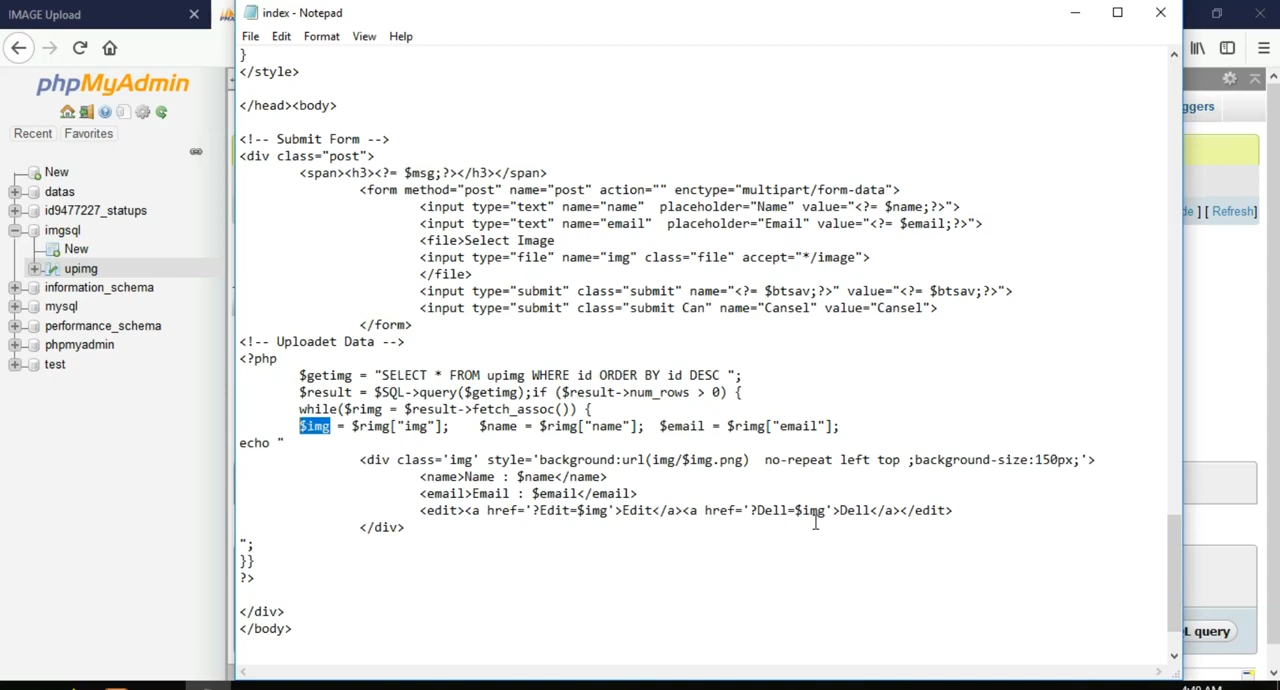 IMAGE Upload
index - Notepad
File Edit Format View Help
phpMyAdmin
Recent Favorites
New
datas
id9477227_statups
imgsql
New
upimg
information_schema
mysql
performance_schema
phpmyadmin
test
}
</style>
</head><body>
<!-- Submit Form -->
<div class="post">
<span><h3><?= $msg;?></h3></span>
<form method="post" name="post" action="" enctype="multipart/form-data">
<input type="text" name="name"  placeholder="Name" value="<?= $name;?>">
<input type="text" name="email"  placeholder="Email" value="<?= $email;?>">
<file>Select Image
<input type="file" name="img" class="file" accept="*/image">
</file>
<input type="submit" class="submit" name="<?= $btsav;?>" value="<?= $btsav;?>">
<input type="submit" class="submit Can" name="Cansel" value="Cansel">
</form>
<!-- Uploadet Data -->
<?php
$getimg = "SELECT * FROM upimg WHERE id ORDER BY id DESC ";
$result = $SQL->query($getimg);if ($result->num_rows > 0) {
while($rimg = $result->fetch_assoc()) {
$img = $rimg["img"];    $name = $rimg["name"];  $email = $rimg["email"];
echo "
<div class='img' style='background:url(img/$img.png)  no-repeat left top ;background-size:150px;'>
<name>Name : $name</name>
<email>Email : $email</email>
<edit><a href='?Edit=$img'>Edit</a><a href='?Dell=$img'>Dell</a></edit>
</div>
";
}}
?>
</div>
</body>
ggers
] [ Refresh]
query